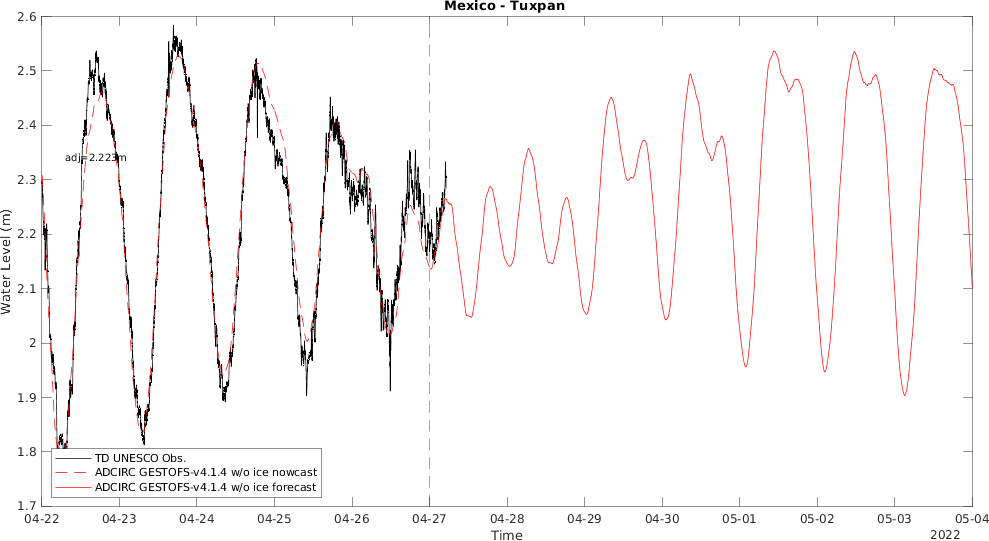 Mexico - Tuxpan
2.6
2.5
2.4
2.3
2.2
2.1
2
1.9
1.8
1.7
Water Level (m)
adj=2.223m
TD UNESCO Obs.
ADCIRC GESTOFS-v4.1.4 w/o ice nowcast
ADCIRC GESTOFS-v4.1.4 w/o ice forecast
04-22 04-23 04-24 04-25 04-26 04-27 04-28 04-29 04-30 05-01 05-02 05-03 05-04
Time
2022